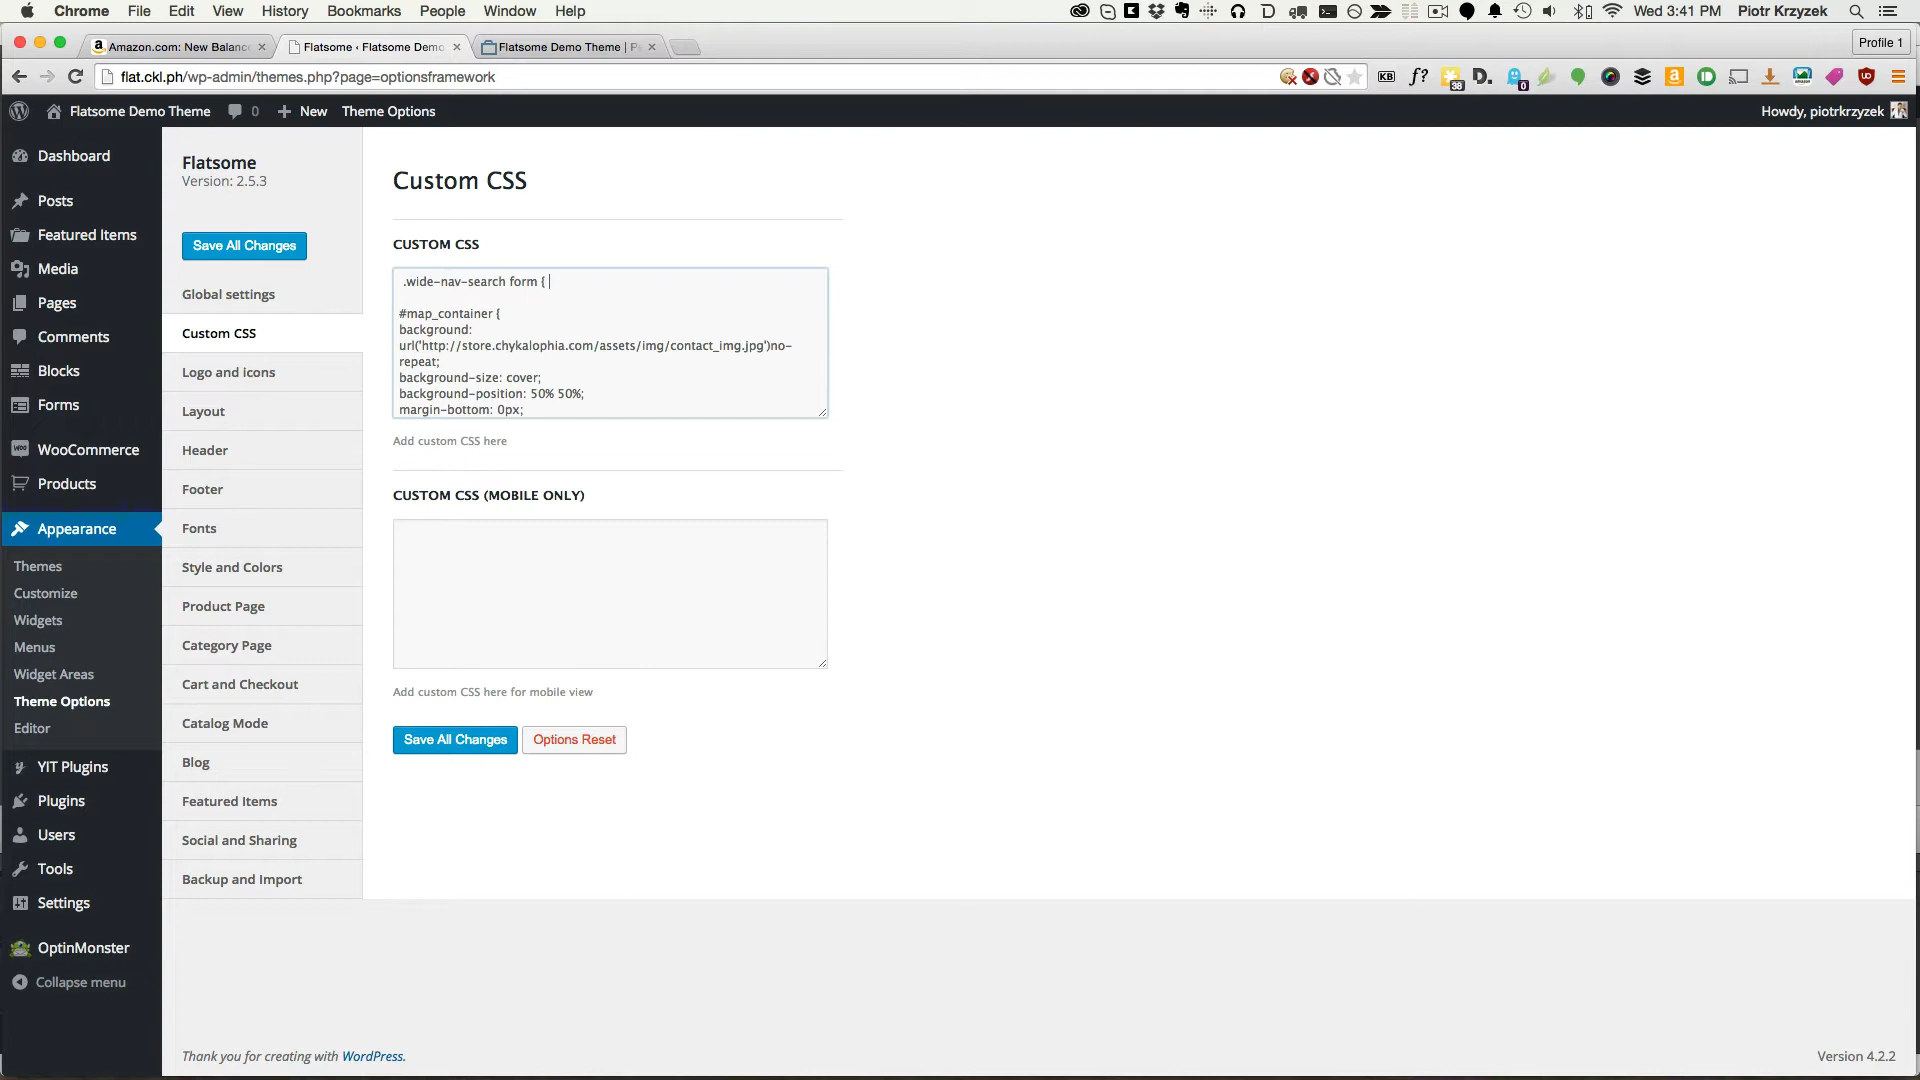 Chrome File Edit View History Bookmarks People Window Help
Wed 3:41 PM Piotr Krzyzek
Amazon.com: New Balanc
Flatsome ‹ Flatsome Demo
Flatsome Demo Theme | P
Profile 1
flat.ckl.ph/wp-admin/themes.php?page=optionsframework
KB f? 38 D. 0
Flatsome Demo Theme 0 + New Theme Options
Howdy, piotrkrzyzek
Dashboard
Posts
Featured Items
Media
Pages
Comments
Blocks
Forms
WooCommerce
Products
Appearance
Themes
Customize
Widgets
Menus
Widget Areas
Theme Options
Editor
YIT Plugins
Plugins
Users
Tools
Settings
OptinMonster
Collapse menu
Flatsome
Version: 2.5.3
Save All Changes
Global settings
Custom CSS
Logo and icons
Layout
Header
Footer
Fonts
Style and Colors
Product Page
Category Page
Cart and Checkout
Catalog Mode
Blog
Featured Items
Social and Sharing
Backup and Import
Custom CSS
CUSTOM CSS
.wide-nav-search form {
#map_container {
background:
url('http://store.chykalophia.com/assets/img/contact_img.jpg')no-
repeat;
background-size: cover;
background-position: 50% 50%;
margin-bottom: 0px;
Add custom CSS here
CUSTOM CSS (MOBILE ONLY)
Add custom CSS here for mobile view
Save All Changes Options Reset
Thank you for creating with WordPress.
Version 4.2.2